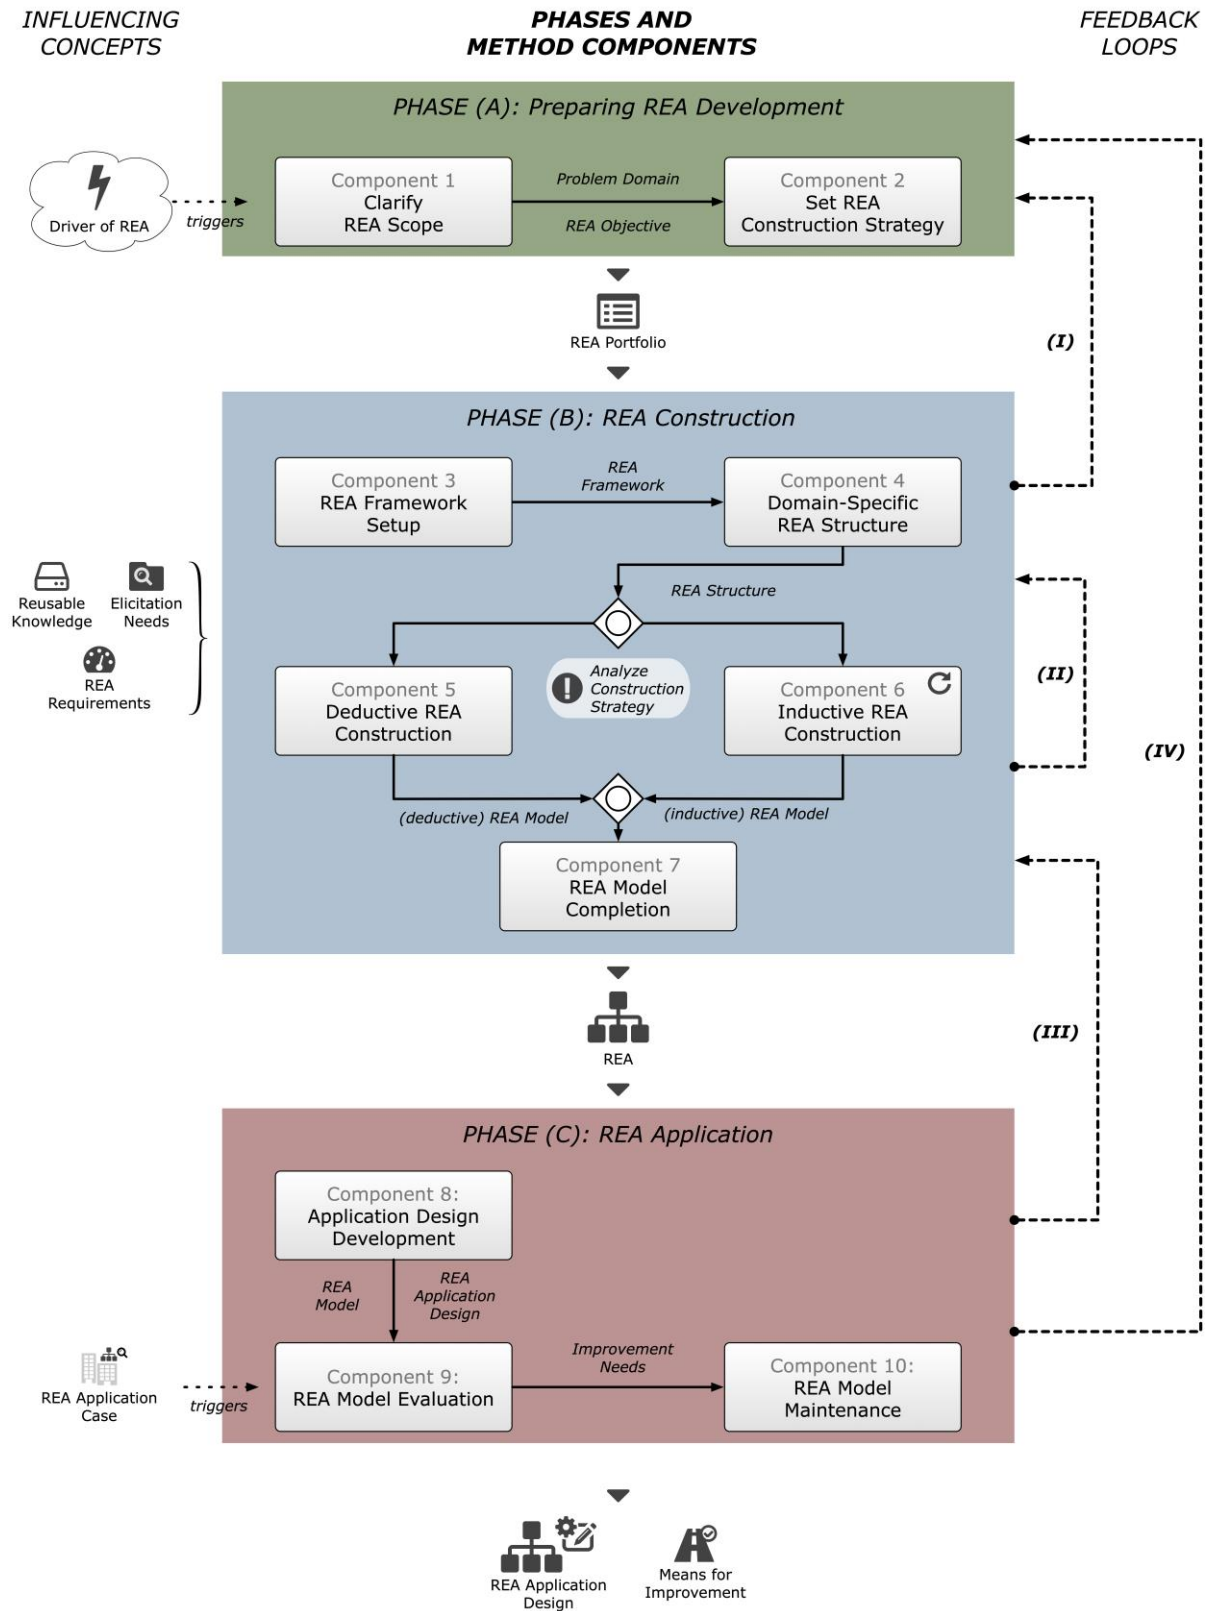 INFLUENCING
CONCEPTS
PHASES AND
METHOD COMPONENTS
FEEDBACK
LOOPS
PHASE (A): Preparing REA Development
Driver of REA
triggers
Component 1
Clarify
REA Scope
Problem Domain
REA Objective
Component 2
Set REA
Construction Strategy
REA Portfolio
(I)
PHASE (B): REA Construction
Component 3
REA Framework
Setup
REA
Framework
Component 4
Domain-Specific
REA Structure
Reusable
Knowledge
Elicitation
Needs
REA
Requirements
REA Structure
Component 5
Deductive REA
Construction
Analyze
Construction
Strategy
Component 6
Inductive REA
Construction
(II)
(IV)
(deductive) REA Model
(inductive) REA Model
Component 7
REA Model
Completion
REA
(III)
PHASE (C): REA Application
Component 8:
Application Design
Development
REA
Model
REA
Application
Design
REA Application
Case
triggers
Component 9:
REA Model Evaluation
Improvement
Needs
Component 10:
REA Model
Maintenance
REA Application
Design
Means for
Improvement